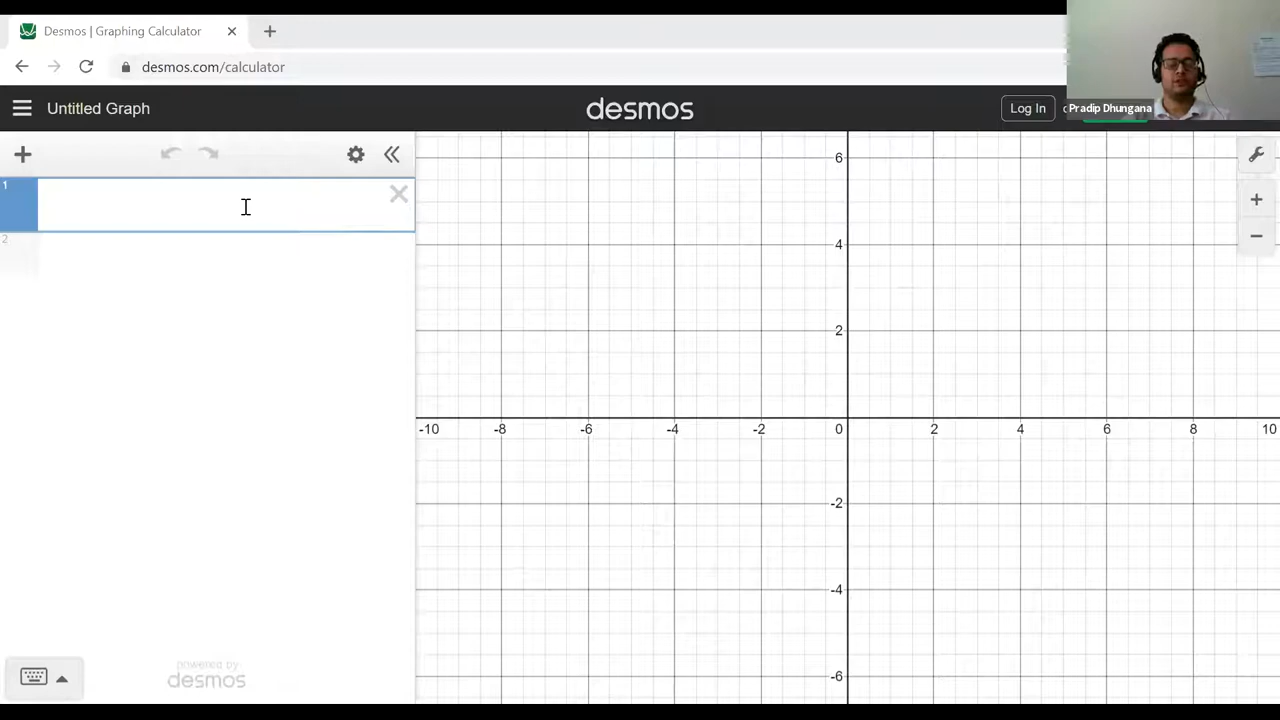 Desmos | Graphing Calculator
desmos.com/calculator
Untitled Graph
desmos
Log In
Pradip Dhungana
1
2
6
4
2
-10 -8 -6 -4 -2 0 2 4 6 8 10
-2
-4
-6
powered by
desmos